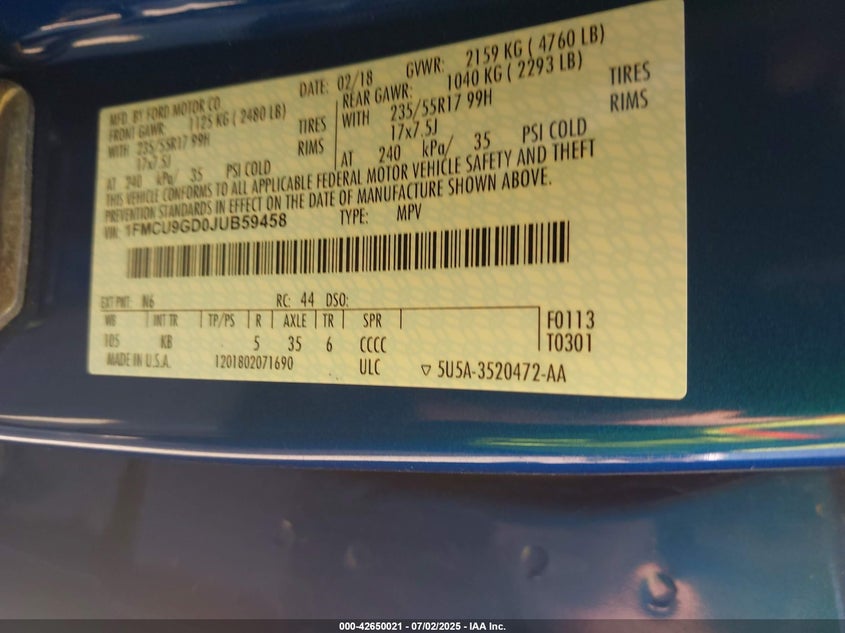 MFD. BY FORD MOTOR CO.
DATE: 02/18 GVWR: 2159 KG ( 4760 LB)
FRONT GAWR: 1125 KG ( 2480 LB)
WITH 235/55R17 99H TIRES
17x7.5J RIMS
AT 240 kPa/ 35 PSI COLD
REAR GAWR: 1040 KG ( 2293 LB)
WITH 235/55R17 99H TIRES
17x7.5J RIMS
AT 240 kPa/ 35 PSI COLD
THIS VEHICLE CONFORMS TO ALL APPLICABLE FEDERAL MOTOR VEHICLE SAFETY AND THEFT
PREVENTION STANDARDS IN EFFECT ON THE DATE OF MANUFACTURE SHOWN ABOVE.
VIN: 1FMCU9GD0JUB59458 TYPE: MPV
EXT PNT: N6 RC: 44 DSO:
WB INT TR TP/PS R AXLE TR SPR
105 KB 5 35 6 CCCC
F0113
T0301
MADE IN U.S.A. 1201802071690 ULC ▽ 5U5A-3520472-AA
000-42650021 - 07/02/2025 - IAA Inc.